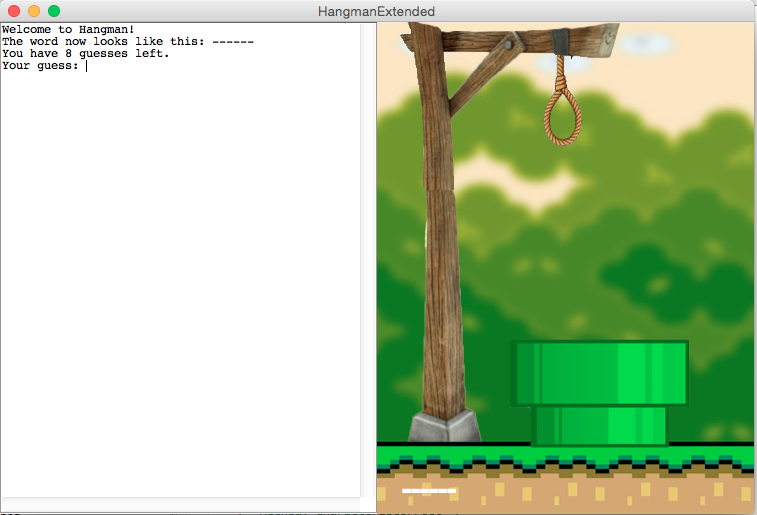 HangmanExtended
Welcome to Hangman!
The word now looks like this: ------
You have 8 guesses left.
Your guess:
------